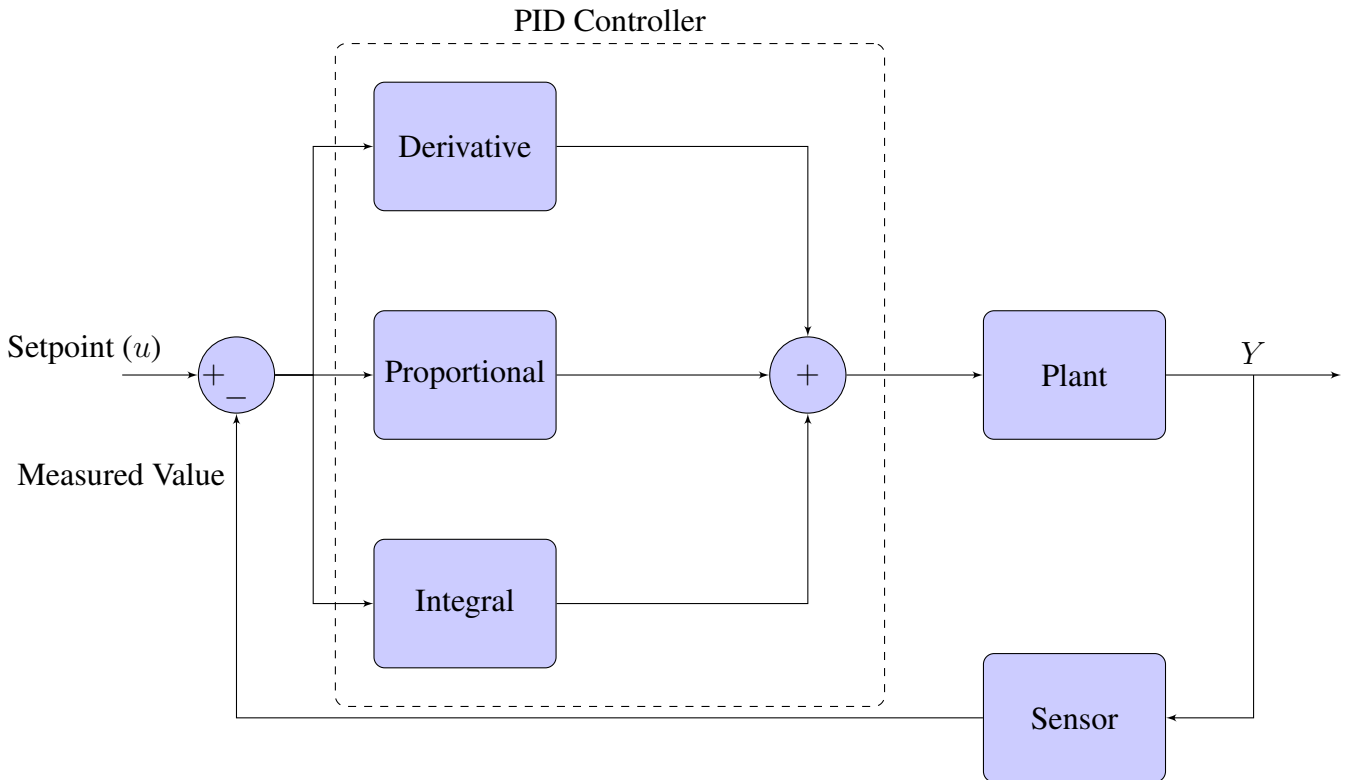 PID Controller
Derivative
Setpoint (u)
+
−
Proportional
+
Plant
Y
Measured Value
Integral
Sensor